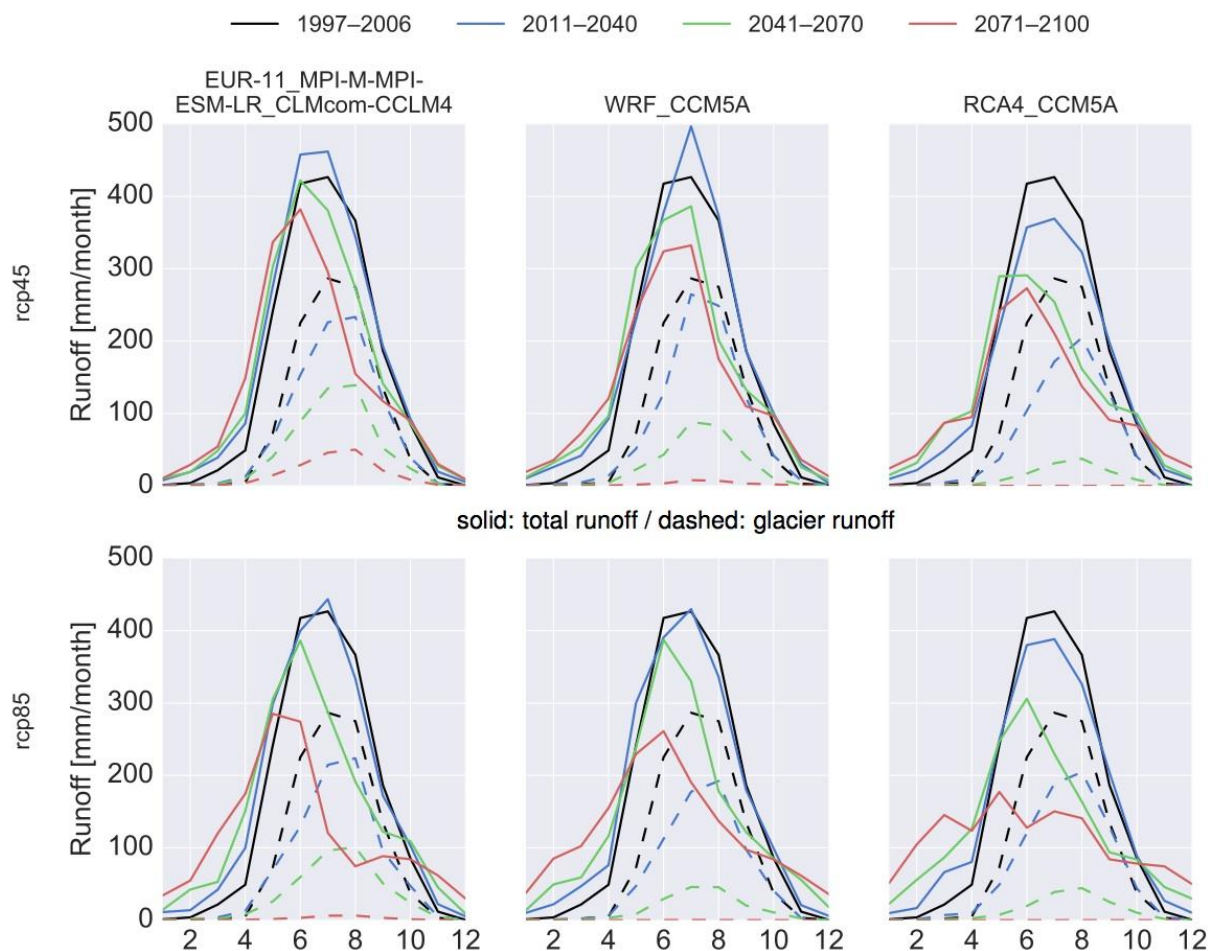 1997–2006 2011–2040 2041–2070 2071–2100
EUR-11_MPI-M-MPI-
ESM-LR_CLMcom-CCLM4
WRF_CCM5A
RCA4_CCM5A
rcp45
Runoff [mm/month]
500
400
300
200
100
0
solid: total runoff / dashed: glacier runoff
rcp85
Runoff [mm/month]
500
400
300
200
100
0
2 4 6 8 10 12
2 4 6 8 10 12
2 4 6 8 10 12